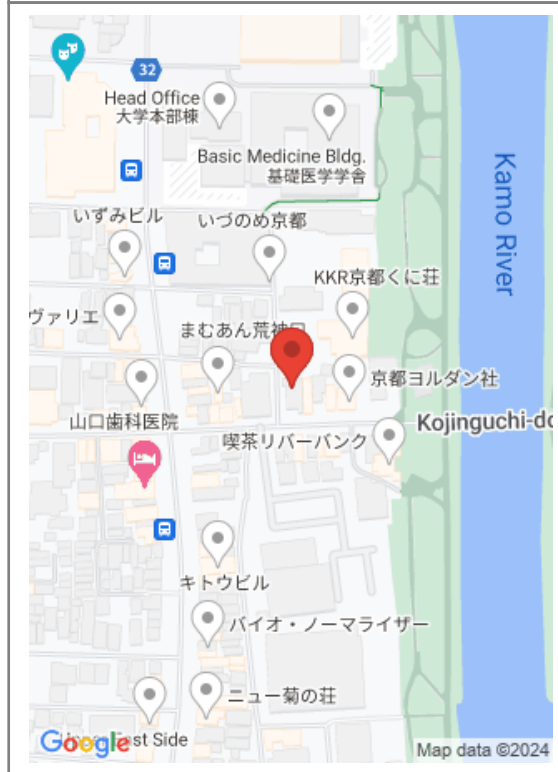 32
Head Office
大学本部棟
Basic Medicine Bldg.
基礎医学学舎
Kamo River
いずみビル
いづのめ京都
KKR京都くに荘
ヴァリエ
まむあん荒神口
京都ヨルダン社
山口歯科医院
Kojinguchi-do
喫茶リバーバンク
キトウビル
バイオ・ノーマライザー
ニュー菊の荘
Google
East Side
Map data ©2024